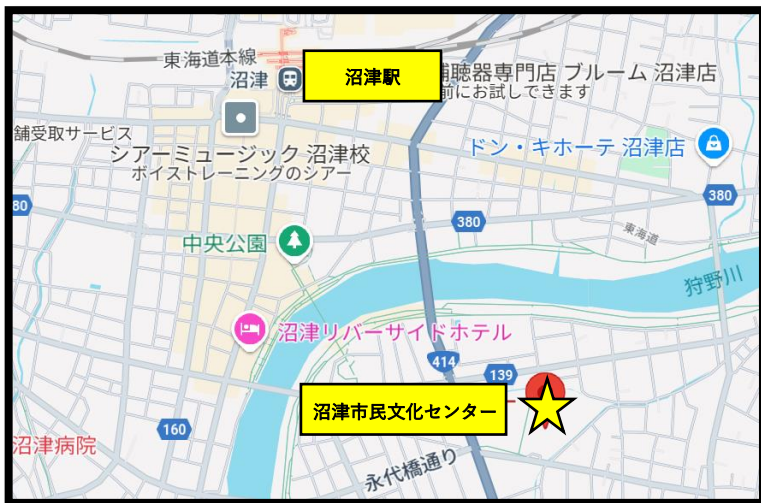 東海道本線
沼津
沼津駅
聴器専門店 ブルーム 沼津店
前にお試しできます
舗受取サービス
シアーミュージック 沼津校
ボイストレーニングのシアー
ドン・キホーテ 沼津店
80
380
380
東海道
中央公園
狩野川
沼津リバーサイドホテル
414
139
沼津市民文化センター
160
沼津病院
永代橋通り